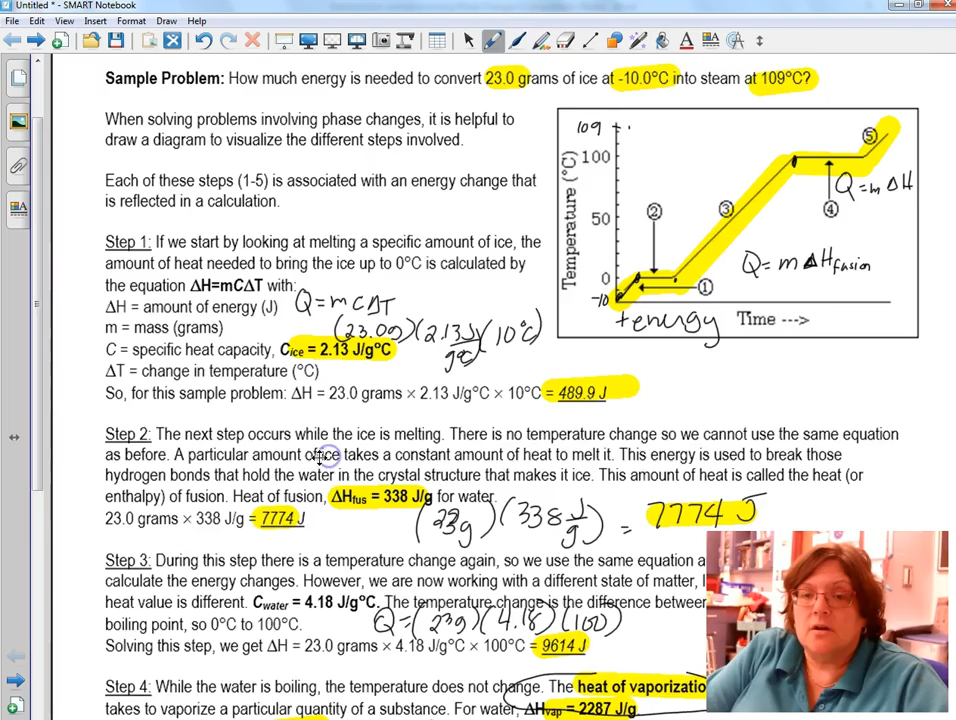 Untitled * - SMART Notebook
File Edit View Insert Format Draw Help
Sample Problem: How much energy is needed to convert 23.0 grams of ice at -10.0°C into steam at 109°C?
When solving problems involving phase changes, it is helpful to
draw a diagram to visualize the different steps involved.
Each of these steps (1-5) is associated with an energy change that
is reflected in a calculation.
Step 1: If we start by looking at melting a specific amount of ice, the
amount of heat needed to bring the ice up to 0°C is calculated by
the equation ΔH=mCΔT with:
ΔH = amount of energy (J)
Q = m C ΔT
m = mass (grams)
(23.00)(2.13 J/g°C)(10°C)
C = specific heat capacity, Cice = 2.13 J/g°C
ΔT = change in temperature (°C)
So, for this sample problem: ΔH = 23.0 grams × 2.13 J/g°C × 10°C = 489.9 J
109
100
50
0
-10
Temperature (°C)
①
②
③
④
⑤
Q = m ΔH
Q = m ΔH fusion
+energy
Time --->
Step 2: The next step occurs while the ice is melting. There is no temperature change so we cannot use the same equation
as before. A particular amount of ice takes a constant amount of heat to melt it. This energy is used to break those
hydrogen bonds that hold the water in the crystal structure that makes it ice. This amount of heat is called the heat (or
enthalpy) of fusion. Heat of fusion, ΔHfus = 338 J/g for water.
23.0 grams × 338 J/g = 7774 J
(23g)(338 J/g) = 7774 J
Step 3: During this step there is a temperature change again, so we use the same equation a
calculate the energy changes. However, we are now working with a different state of matter,
heat value is different. Cwater = 4.18 J/g°C. The temperature change is the difference between
boiling point, so 0°C to 100°C.
Q = (23g)(4.18)(100)
Solving this step, we get ΔH = 23.0 grams × 4.18 J/g°C × 100°C = 9614 J
Step 4: While the water is boiling, the temperature does not change. The heat of vaporizatio
takes to vaporize a particular quantity of a substance. For water, ΔHvap = 2287 J/g